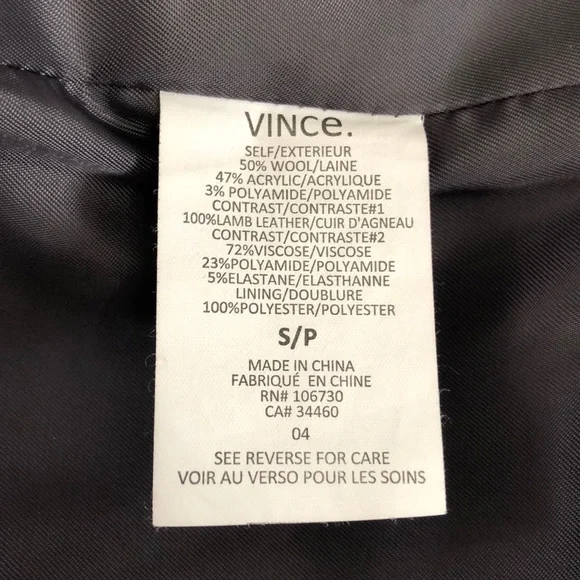 VINCe.
SELF/EXTERIEUR
50% WOOL/LAINE
47% ACRYLIC/ACRYLIQUE
3% POLYAMIDE/POLYAMIDE
CONTRAST/CONTRASTE#1
100%LAMB LEATHER/CUIR D'AGNEAU
CONTRAST/CONTRASTE#2
72%VISCOSE/VISCOSE
23%POLYAMIDE/POLYAMIDE
5%ELASTANE/ELASTHANNE
LINING/DOUBLURE
100%POLYESTER/POLYESTER
S/P
MADE IN CHINA
FABRIQUÉ EN CHINE
RN# 106730
CA# 34460
04
SEE REVERSE FOR CARE
VOIR AU VERSO POUR LES SOINS